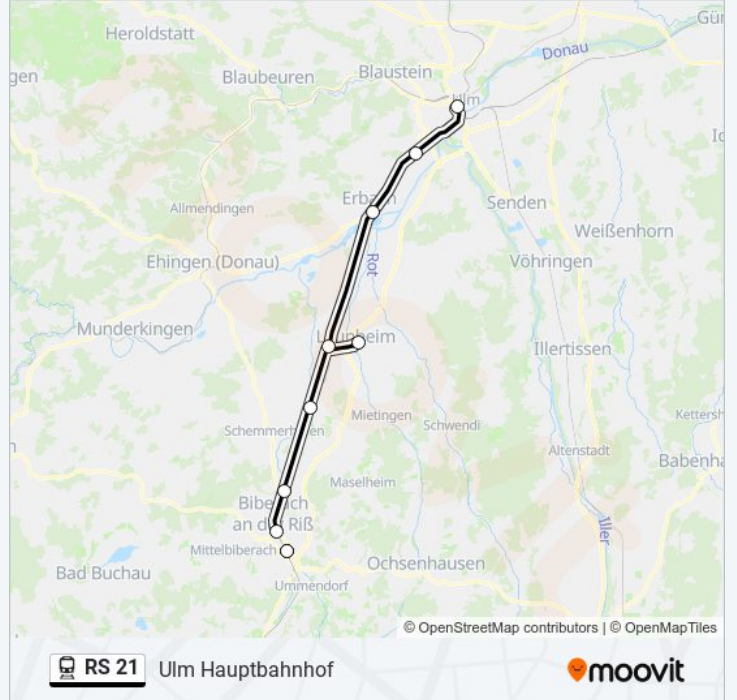 Heroldstatt
Gün
Donau
Blaustein
Blaubeuren
gen
Ulm
Erbach
Senden
Allmendingen
Weißenhorn
Rot
Ehingen (Donau)
Vöhringen
Munderkingen
Laupheim
Illertissen
Mietingen
Kettersh
Schwendi
Schemmerhofen
Altenstadt
Babenha
Maselheim
Biberach
an der Riß
Iller
Mittelbiberach
Ochsenhausen
Bad Buchau
Ummendorf
© OpenStreetMap contributors | © OpenMapTiles
RS 21 Ulm Hauptbahnhof
moovit